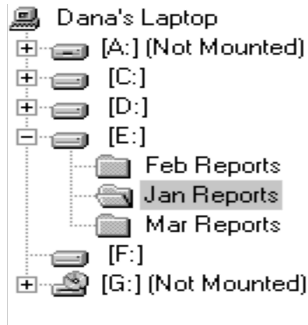 Dana's Laptop
[A:] (Not Mounted)
[C:]
[D:]
[E:]
Feb Reports
Jan Reports
Mar Reports
[F:]
[G:] (Not Mounted)